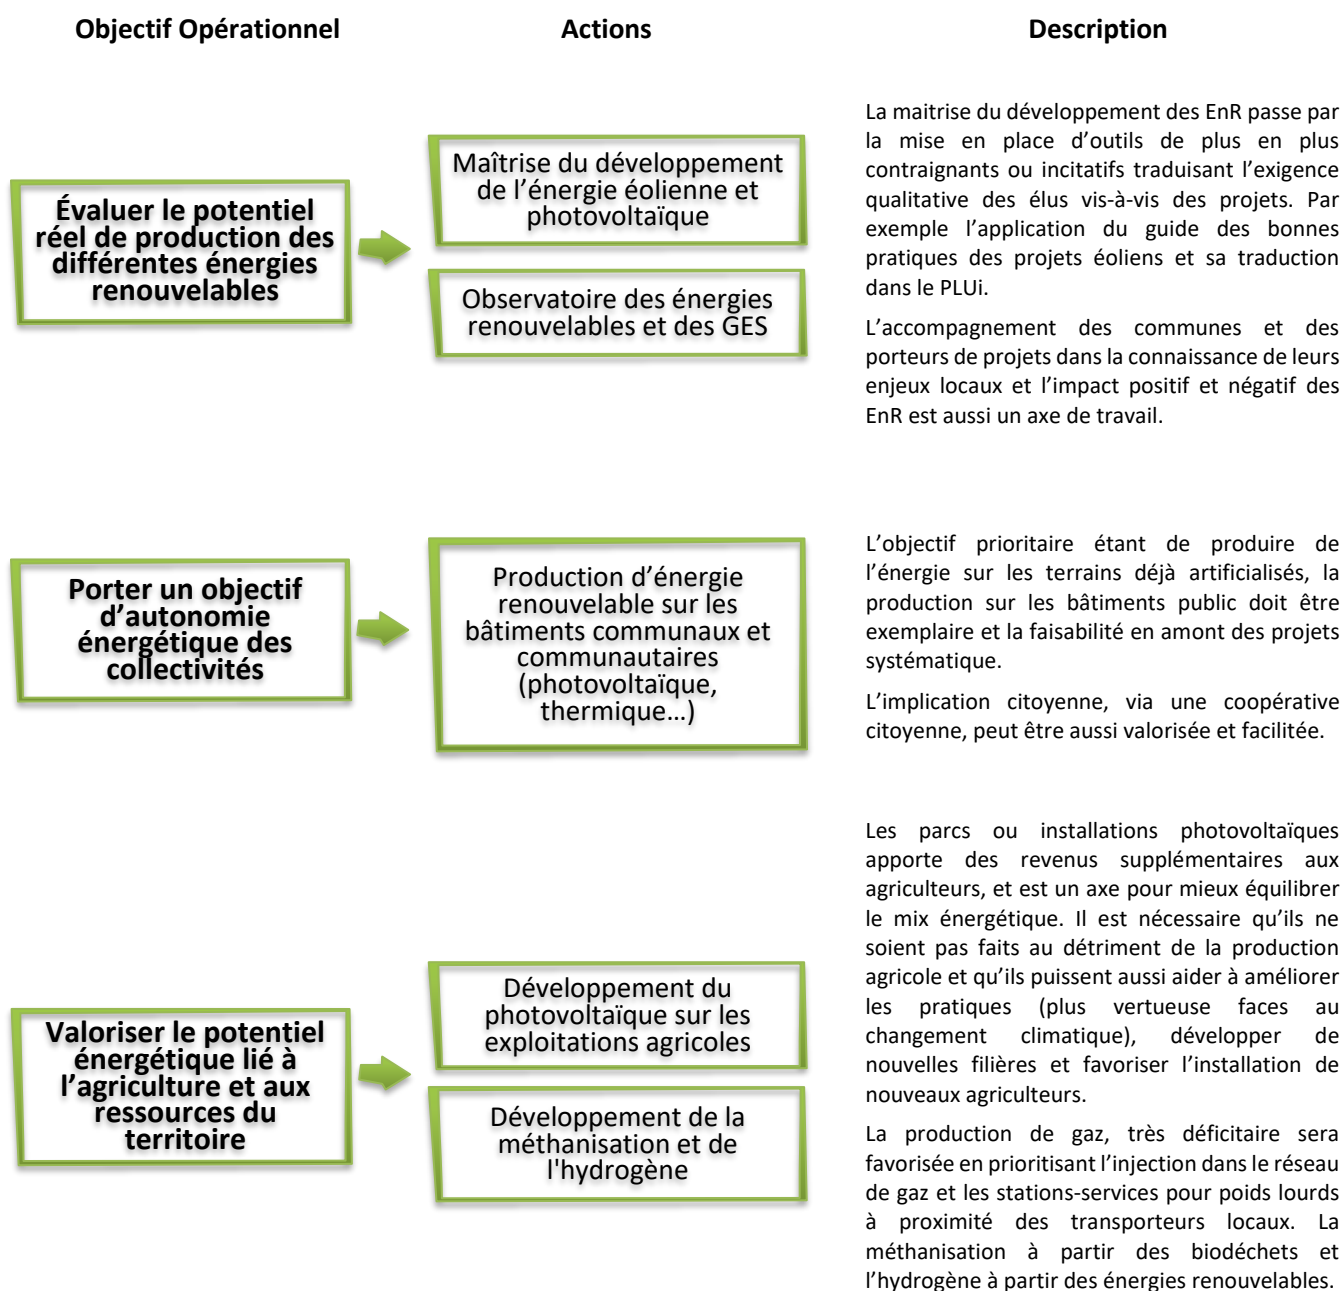 Objectif Opérationnel
Actions
Description
Évaluer le potentiel
réel de production des
différentes énergies
renouvelables
Maîtrise du développement
de l’énergie éolienne et
photovoltaïque
Observatoire des énergies
renouvelables et des GES
La maitrise du développement des EnR passe par
la mise en place d’outils de plus en plus
contraignants ou incitatifs traduisant l’exigence
qualitative des élus vis-à-vis des projets. Par
exemple l’application du guide des bonnes
pratiques des projets éoliens et sa traduction
dans le PLUi.
L’accompagnement des communes et des
porteurs de projets dans la connaissance de leurs
enjeux locaux et l’impact positif et négatif des
EnR est aussi un axe de travail.
Porter un objectif
d’autonomie
énergétique des
collectivités
Production d’énergie
renouvelable sur les
bâtiments communaux et
communautaires
(photovoltaïque,
thermique…)
L’objectif prioritaire étant de produire de
l’énergie sur les terrains déjà artificialisés, la
production sur les bâtiments public doit être
exemplaire et la faisabilité en amont des projets
systématique.
L’implication citoyenne, via une coopérative
citoyenne, peut être aussi valorisée et facilitée.
Valoriser le potentiel
énergétique lié à
l’agriculture et aux
ressources du
territoire
Développement du
photovoltaïque sur les
exploitations agricoles
Développement de la
méthanisation et de
l'hydrogène
Les parcs ou installations photovoltaïques
apporte des revenus supplémentaires aux
agriculteurs, et est un axe pour mieux équilibrer
le mix énergétique. Il est nécessaire qu’ils ne
soient pas faits au détriment de la production
agricole et qu’ils puissent aussi aider à améliorer
les pratiques (plus vertueuse faces au
changement climatique), développer de
nouvelles filières et favoriser l’installation de
nouveaux agriculteurs.
La production de gaz, très déficitaire sera
favorisée en prioritisant l’injection dans le réseau
de gaz et les stations-services pour poids lourds
à proximité des transporteurs locaux. La
méthanisation à partir des biodéchets et
l’hydrogène à partir des énergies renouvelables.